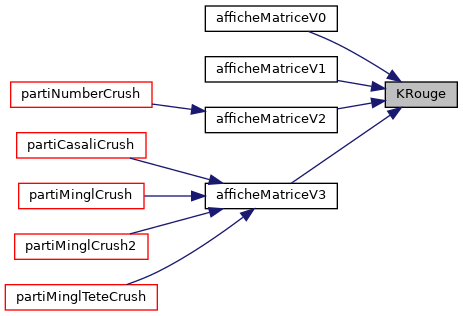 afficheMatriceV0
afficheMatriceV1
KRouge
partiNumberCrush
afficheMatriceV2
partiCasaliCrush
partiMinglCrush
afficheMatriceV3
partiMinglCrush2
partiMinglTeteCrush